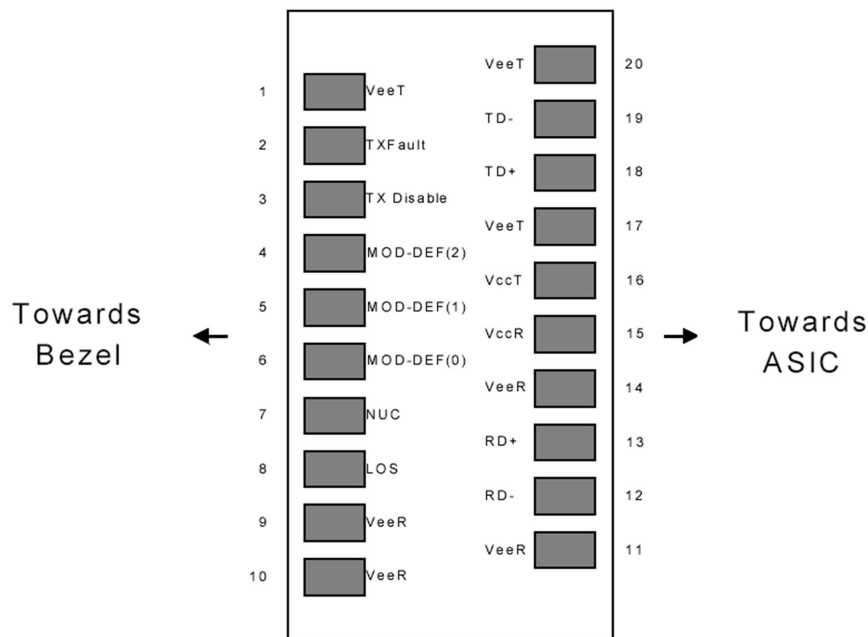 VeeT 20
1 VeeT
TD- 19
2 TXFault
TD+ 18
3 TX Disable
VeeT 17
4 MOD-DEF(2)
VccT 16
5 MOD-DEF(1)
Towards
Bezel
VccR 15
Towards
ASIC
6 MOD-DEF(0)
VeeR 14
7 NUC
RD+ 13
8 LOS
RD- 12
9 VeeR
VeeR 11
10 VeeR